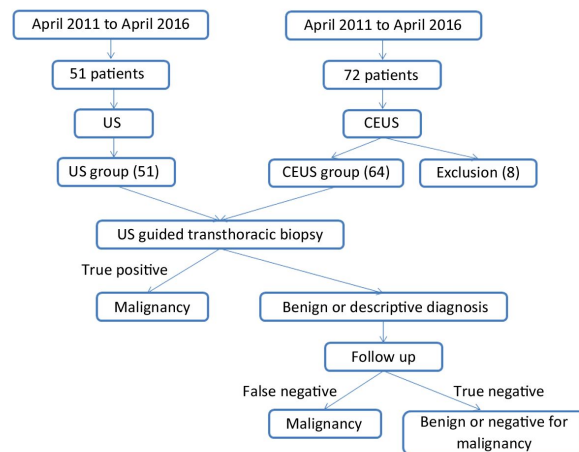 April 2011 to April 2016
April 2011 to April 2016
51 patients
72 patients
US
CEUS
US group (51)
CEUS group (64)
Exclusion (8)
US guided transthoracic biopsy
True positive
Malignancy
Benign or descriptive diagnosis
Follow up
False negative
True negative
Malignancy
Benign or negative for
malignancy